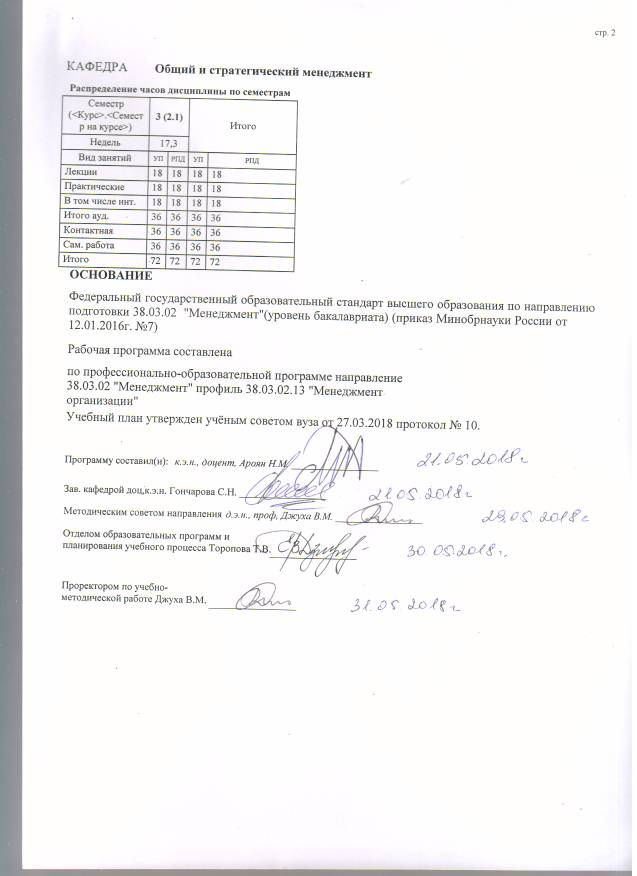 стр. 2
КАФЕДРА Общий и стратегический менеджмент
Распределение часов дисциплины по семестрам
Семестр (<Курс>.<Семест р на курсе>) 3 (2.1) Итого
Недель 17,3
Вид занятий УП РПД УП РПД
Лекции 18 18 18 18
Практические 18 18 18 18
В том числе инт. 18 18 18 18
Итого ауд. 36 36 36 36
Контактная 36 36 36 36
Сам. работа 36 36 36 36
Итого 72 72 72 72
ОСНОВАНИЕ
Федеральный государственный образовательный стандарт высшего образования по направлению
подготовки 38.03.02 "Менеджмент"(уровень бакалавриата) (приказ Минобрнауки России от
12.01.2016г. №7)
Рабочая программа составлена
по профессионально-образовательной программе направление
38.03.02 "Менеджмент" профиль 38.03.02.13 "Менеджмент
организации"
Учебный план утвержден учёным советом вуза от 27.03.2018 протокол № 10.
Программу составил(и): к.э.н., доцент, Ароян Н.М. 21.05.2018г
Зав. кафедрой доц,к.э.н. Гончарова С.Н. 21.05.2018г
Методическим советом направления д.э.н., проф, Джуха В.М. 29.05.2018г
Отделом образовательных программ и
планирования учебного процесса Торопова Т.В. 30.05.2018г.
Проректором по учебно-
методической работе Джуха В.М. 31.05.2018г